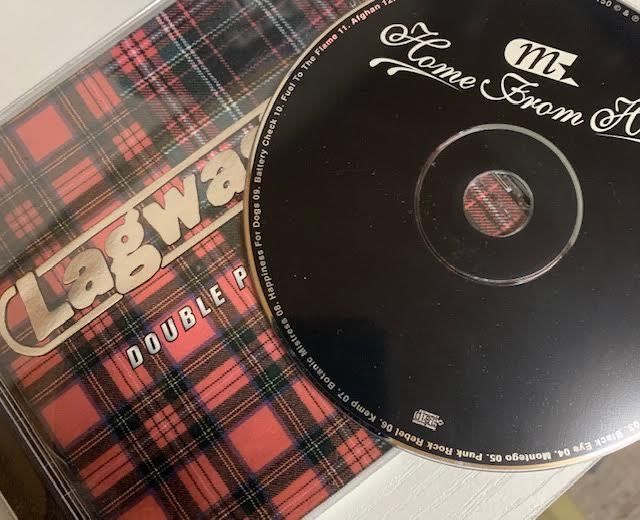 Lagwa
DOUBLE P
m
Home From H
03. Black Eye 04. Montego 05. Punk Rock Rebel 06. Kemp 07. Botanic Mistress 08. Happiness For Dogs 09. Battery Check 10. Fuel To The Flame 11. Afghan 12.